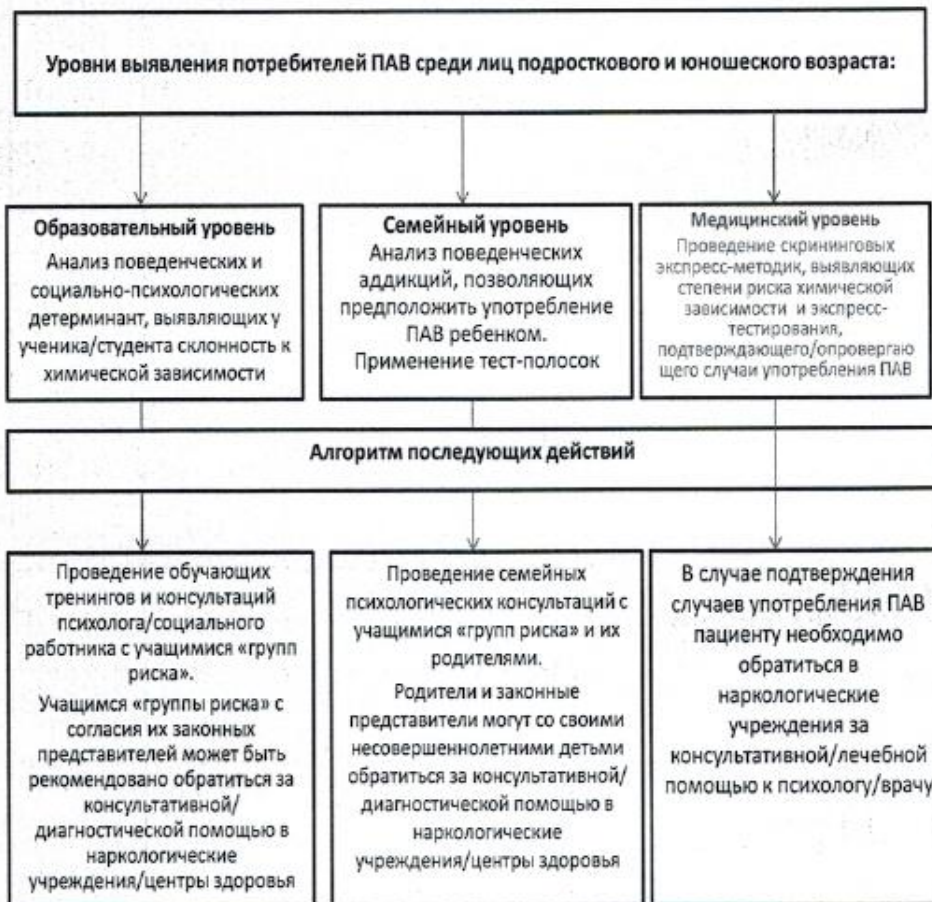 Уровни выявления потребителей ПАВ среди лиц подросткового и юношеского возраста:
Образовательный уровень
Анализ поведенческих и
социально-психологических
детерминант, выявляющих у
ученика/студента склонность к
химической зависимости
Семейный уровень
Анализ поведенческих
аддикций, позволяющих
предположить употребление
ПАВ ребенком.
Применение тест-полосок
Медицинский уровень
Проведение скрининговых
экспресс-методик, выявляющих
степени риска химической
зависимости и экспресс-
тестирования,
подтверждающего/опровергаю
щего случаи употребления ПАВ
Алгоритм последующих действий
Проведение обучающих
тренингов и консультаций
психолога/социального
работника с учащимися «групп
риска».
Учащимся «группы риска» с
согласия их законных
представителей может быть
рекомендовано обратиться за
консультативной/
диагностической помощью в
наркологические
учреждения/центры здоровья
Проведение семейных
психологических консультаций с
учащимися «групп риска» и их
родителями.
Родители и законные
представители могут со своими
несовершеннолетними детьми
обратиться за консультативной/
диагностической помощью в
наркологические
учреждения/центры здоровья
В случае подтверждения
случаев употребления ПАВ
пациенту необходимо
обратиться в
наркологические
учреждения за
консультативной/лечебной
помощью к психологу/врачу